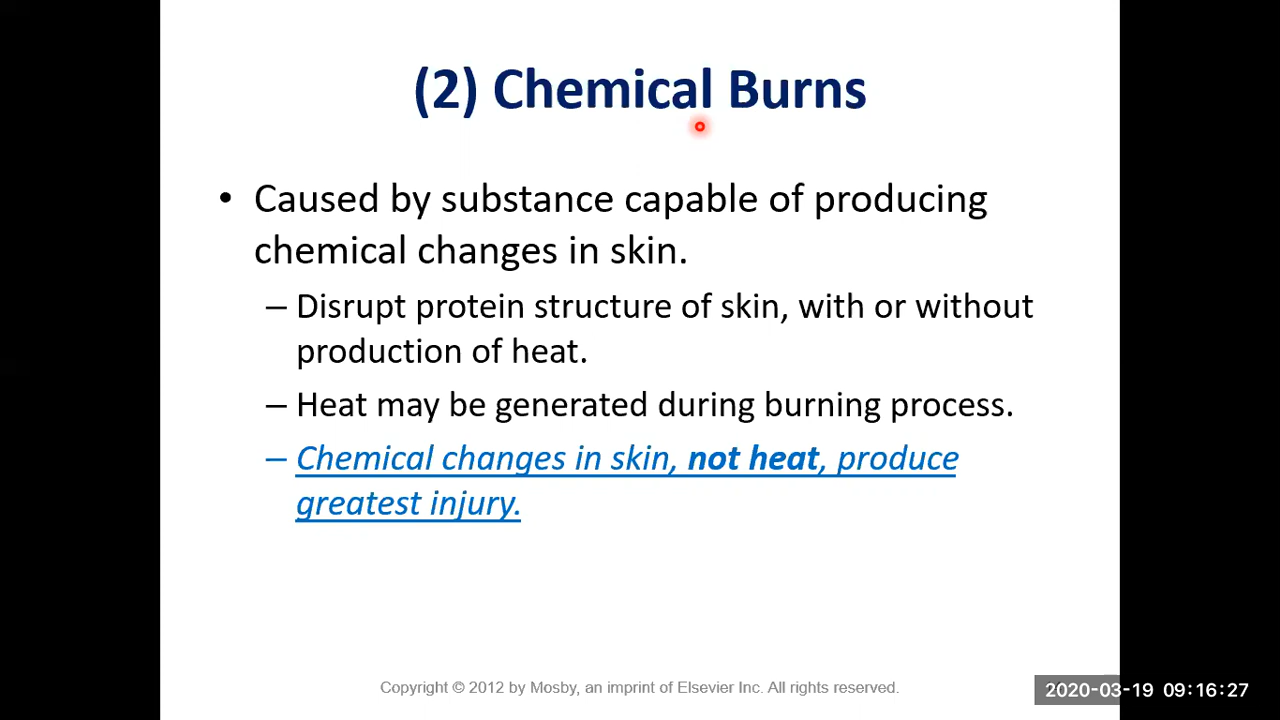 (2) Chemical Burns
• Caused by substance capable of producing
chemical changes in skin.
– Disrupt protein structure of skin, with or without
production of heat.
– Heat may be generated during burning process.
– Chemical changes in skin, not heat, produce
greatest injury.
Copyright © 2012 by Mosby, an imprint of Elsevier Inc. All rights reserved.
2020-03-19 09:16:27